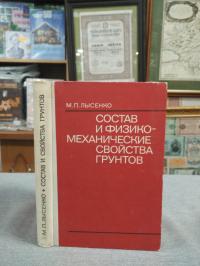 М.П.ЛЫСЕНКО
СОСТАВ
И ФИЗИКО-
МЕХАНИЧЕСКИЕ
СВОЙСТВА
ГРУНТОВ
М.П.ЛЫСЕНКО • СОСТАВ И СВОЙСТВА ГРУНТОВ